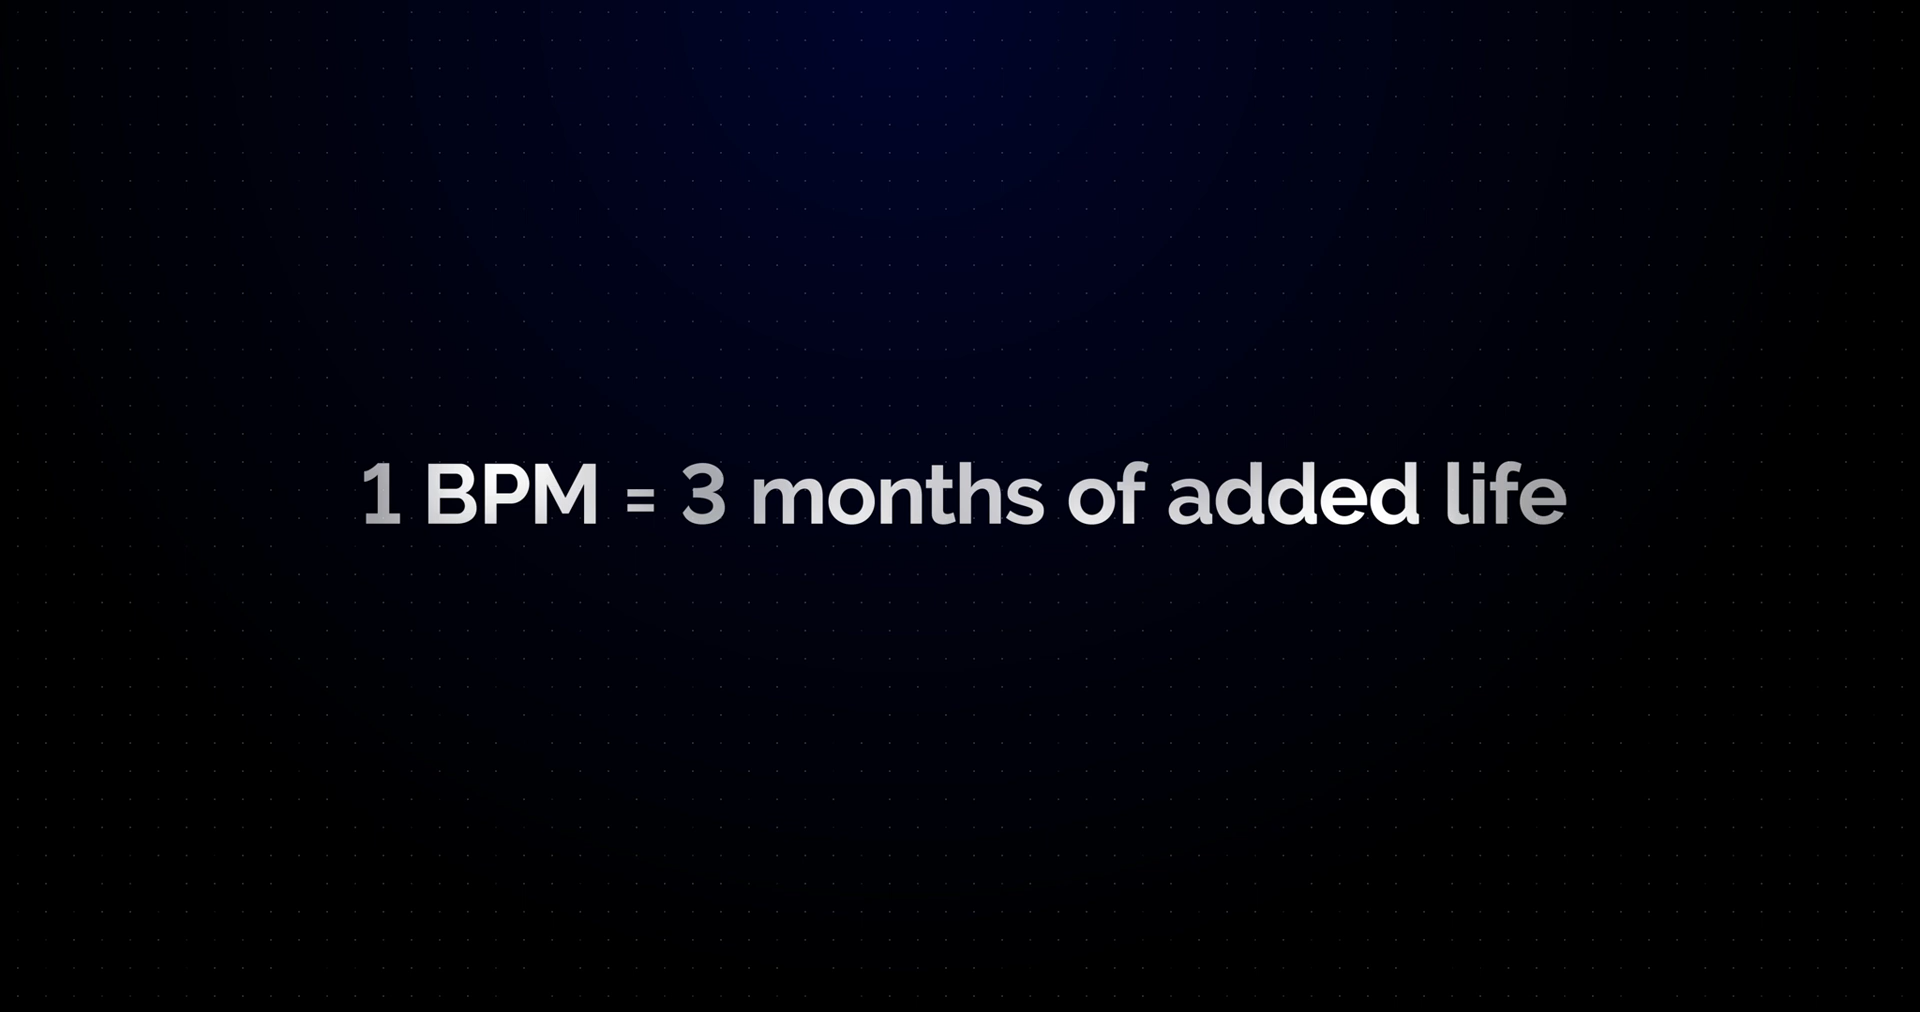 1 BPM = 3 months of added life